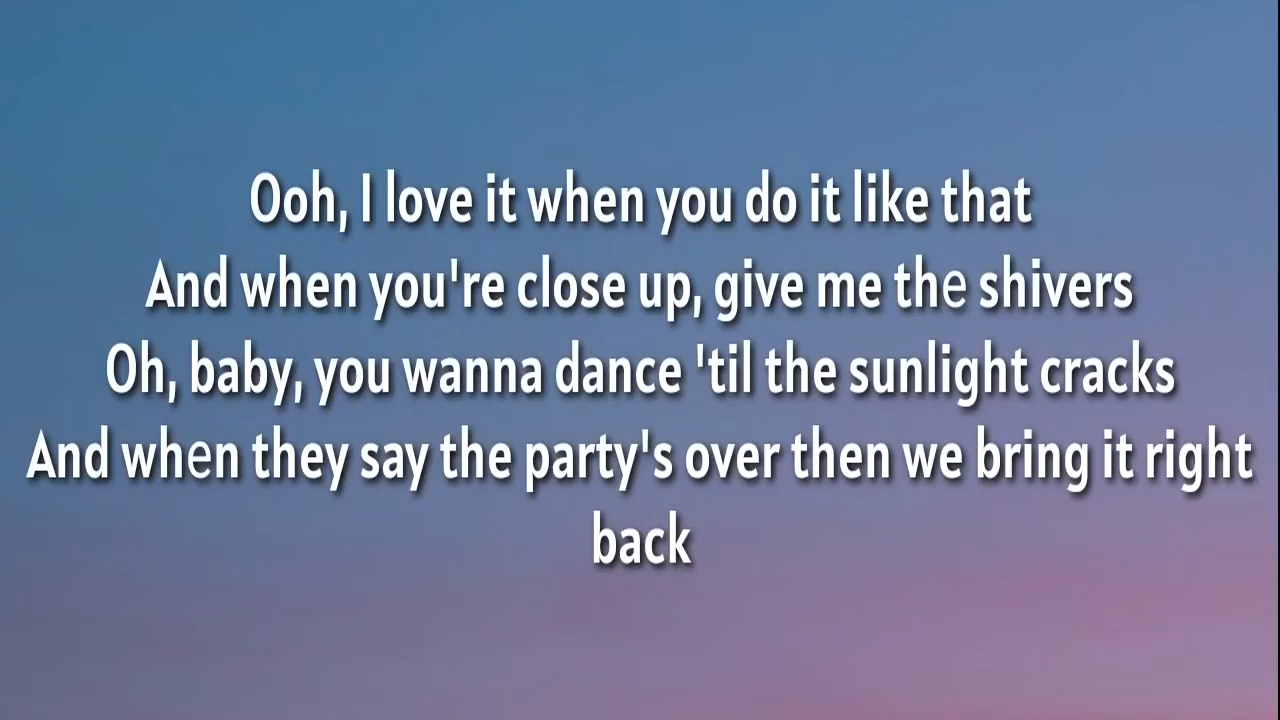 Ooh, I love it when you do it like that
And when you're close up, give me the shivers
Oh, baby, you wanna dance 'til the sunlight cracks
And when they say the party's over then we bring it right
back